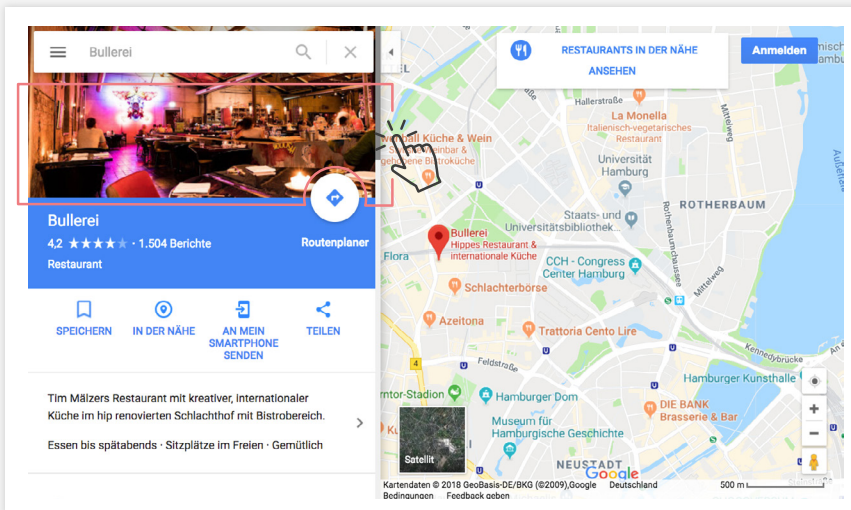 Bullerei
Bullerei
4,2 · 1.504 Berichte
Restaurant
Routenplaner
SPEICHERN
IN DER NÄHE
AN MEIN
SMARTPHONE
SENDEN
TEILEN
Tim Mälzers Restaurant mit kreativer, internationaler
Küche im hip renovierten Schlachthof mit Bistrobereich.
Essen bis spätabends · Sitzplätze im Freien · Gemütlich
RESTAURANTS IN DER NÄHE
ANSEHEN
Anmelden
Hallerstraße
La Monella
Italienisch-vegetarisches
Restaurant
Mittelweg
Küche & Wein
Universität
Hamburg
ROTHERBAUM
Rothenbaumchaussee
Staats- und
Universitätsbibliothek...
Bullerei
Hippes Restaurant &
internationale Küche
Flora
CCH - Congress
Center Hamburg
Mittelweg
Schlachterbörse
Azeitona
Trattoria Cento Lire
Kennedybrücke
4
Feldstraße
Hamburger Kunsthalle
Hamburger Dom
DIE BANK
Brasserie & Bar
Museum für
Hamburgische Geschichte
Satellit
NEUSTADT
Google
Kartendaten © 2018 GeoBasis-DE/BKG (©2009),Google Deutschland 500 m
Bedingungen Feedback geben